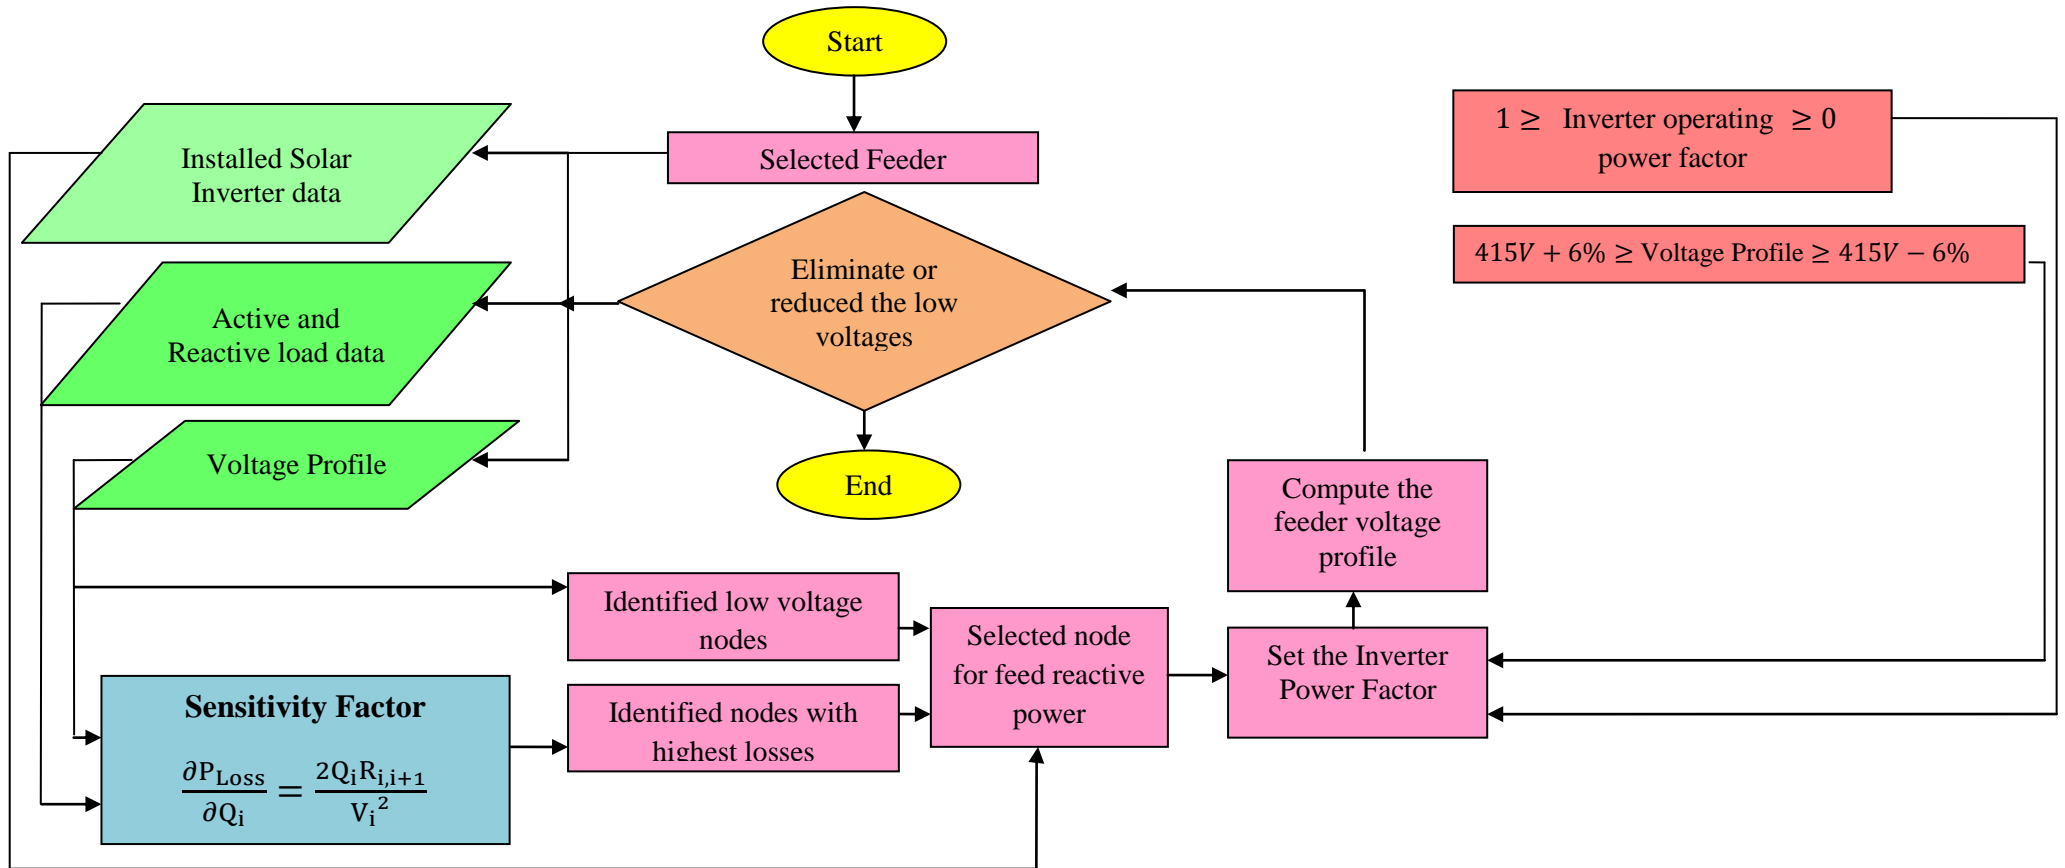 Start
Selected Feeder
Installed Solar
Inverter data
Active and
Reactive load data
Voltage Profile
Eliminate or
reduced the low
voltages
End
1 ≥ Inverter operating ≥ 0
power factor
415V + 6% ≥ Voltage Profile ≥ 415V − 6%
Compute the
feeder voltage
profile
Identified low voltage
nodes
Selected node
for feed reactive
power
Set the Inverter
Power Factor
Sensitivity Factor
∂P_Loss/∂Q_i = 2Q_iR_{i,i+1}/V_i²
Identified nodes with
highest losses